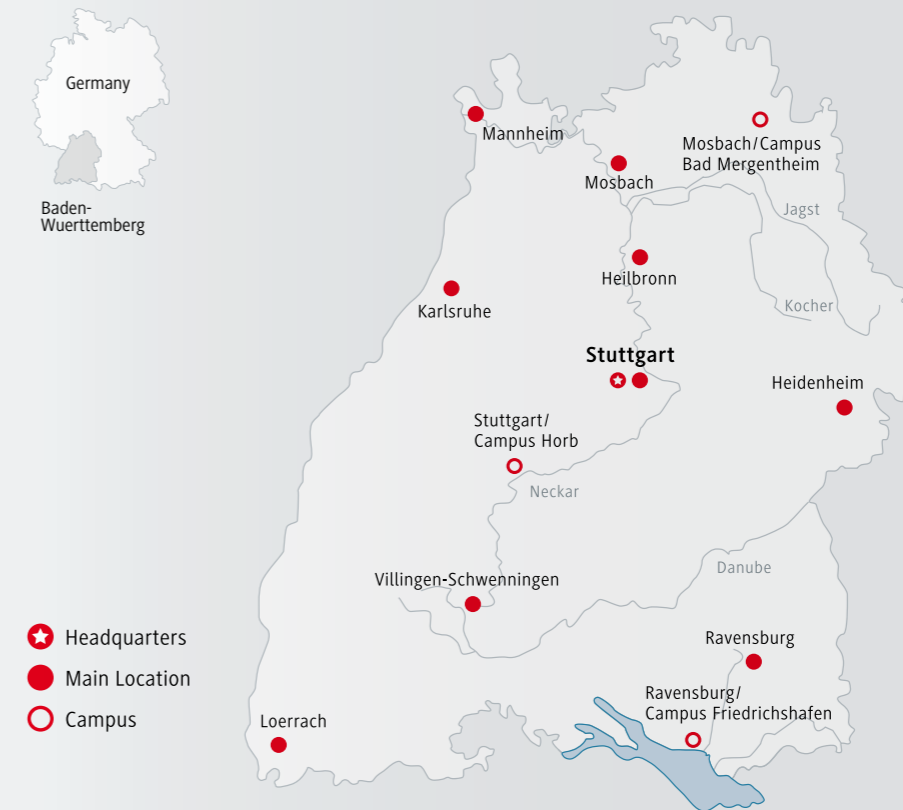 Germany
Baden-
Wuerttemberg
Mannheim
Mosbach/Campus
Bad Mergentheim
Mosbach
Jagst
Heilbronn
Kocher
Karlsruhe
Stuttgart
Heidenheim
Stuttgart/
Campus Horb
Neckar
Danube
Villingen-Schwenningen
Headquarters
Main Location
Campus
Ravensburg
Ravensburg/
Campus Friedrichshafen
Loerrach